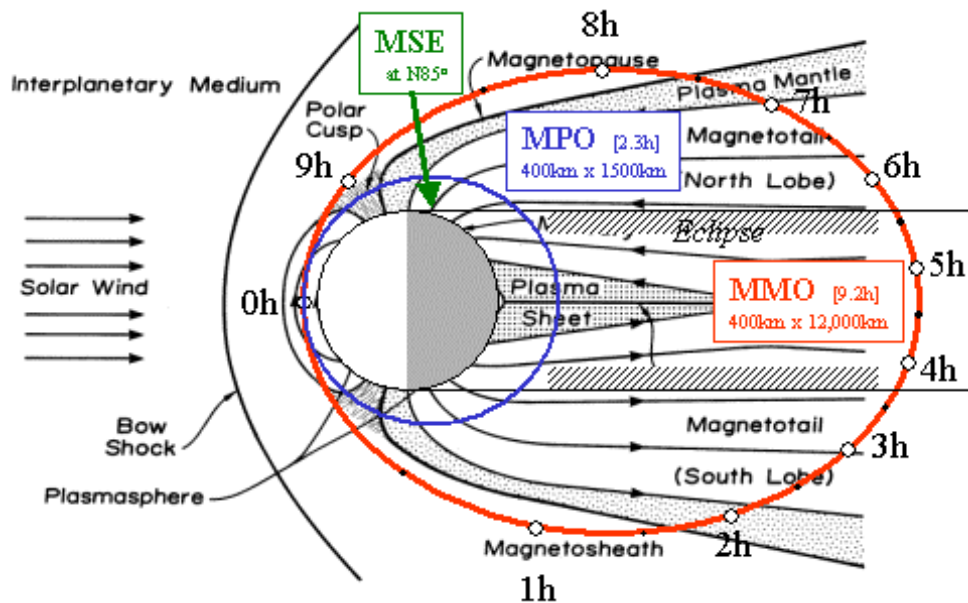 8h
MSE
at N85°
Magnetopause
Interplanetary Medium
Plasma Mantle
7h
Polar
Cusp
MPO [2.3h]
400km x 1500km
Magnetotail
9h
6h
(North Lobe)
Eclipse
5h
Solar Wind
0h
Plasma
Sheet
MMO [9.2h]
400km x 12,000km
4h
Bow
Shock
Magnetotail
3h
(South Lobe)
Plasmasphere
2h
Magnetosheath
1h